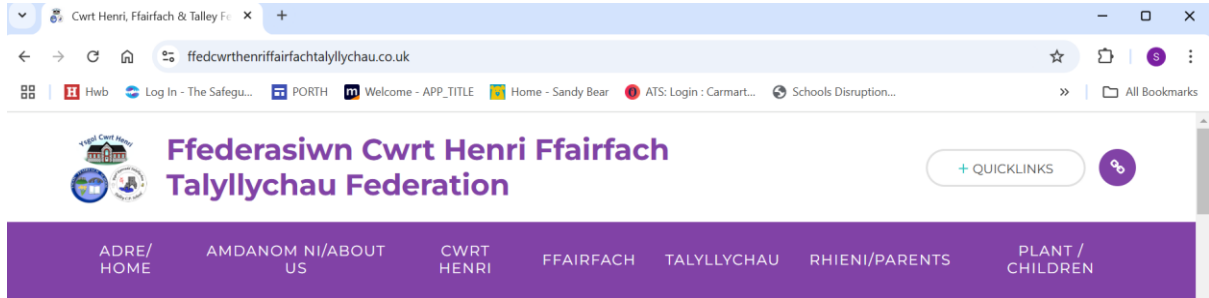 Cwrt Henri, Ffairfach & Talley Fe
ffedcwrthenriffairfachtalyllychau.co.uk
S
H Hwb Log In - The Safegu... PORTH m Welcome - APP_TITLE Home - Sandy Bear ATS: Login : Carmart... Schools Disruption... » All Bookmarks
Ysgol Cwrt Henri
Ffederasiwn Cwrt Henri Ffairfach
Talyllychau Federation
+ QUICKLINKS
ADRE/
HOME
AMDANOM NI/ABOUT
US
CWRT
HENRI
FFAIRFACH
TALYLLYCHAU
RHIENI/PARENTS
PLANT /
CHILDREN